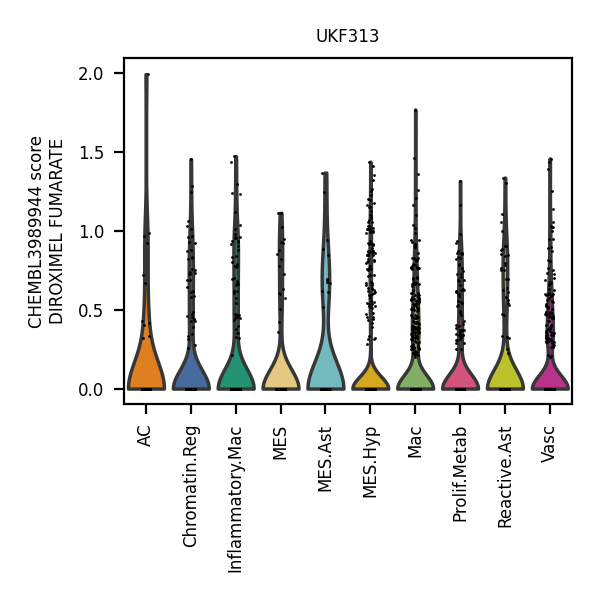 UKF313
CHEMBL3989944 score
DIROXIMEL FUMARATE
2.0
1.5
1.0
0.5
0.0
AC
Chromatin.Reg
Inflammatory.Mac
MES
MES.Ast
MES.Hyp
Mac
Prolif.Metab
Reactive.Ast
Vasc